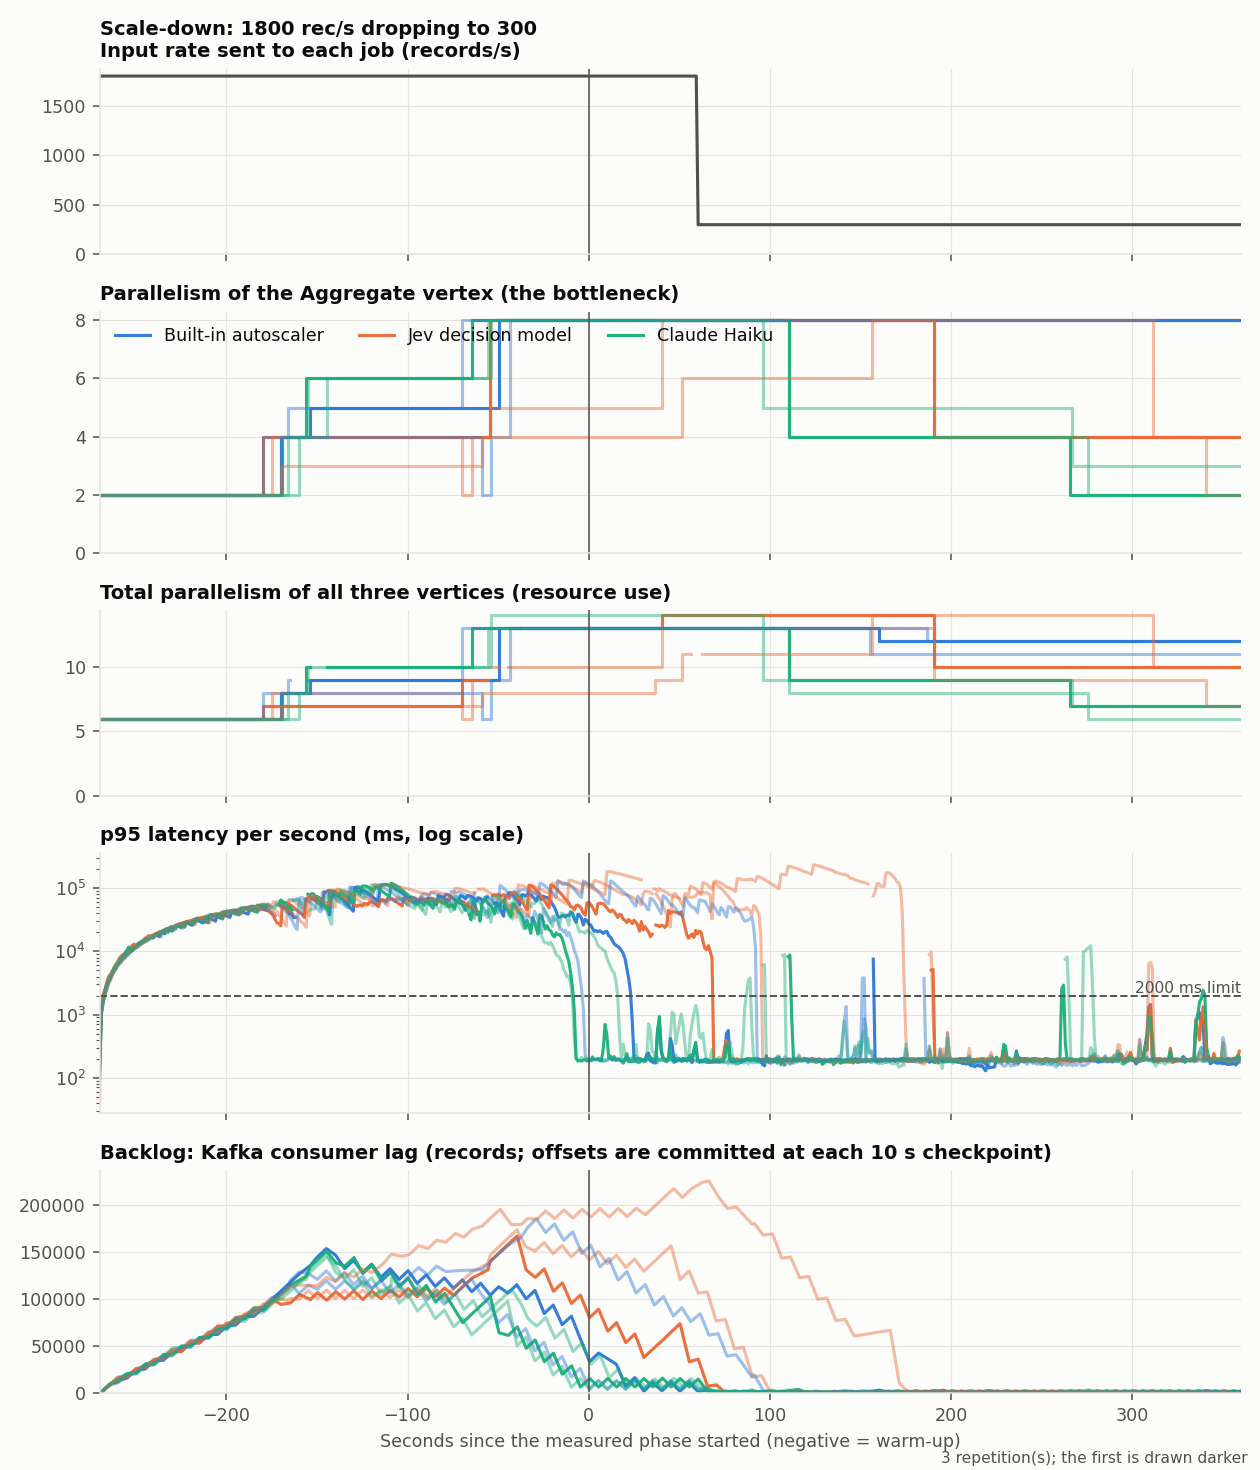 Scale-down: 1800 rec/s dropping to 300
Input rate sent to each job (records/s)
1500
1000
500
0
Parallelism of the Aggregate vertex (the bottleneck)
8
Built-in autoscaler
Jev decision model
Claude Haiku
6
4
2
0
Total parallelism of all three vertices (resource use)
10
5
0
p95 latency per second (ms, log scale)
10⁵
10⁴
2000 ms limit
10³
10²
Backlog: Kafka consumer lag (records; offsets are committed at each 10 s checkpoint)
200000
150000
100000
50000
0
−200
−100
0
100
200
300
Seconds since the measured phase started (negative = warm-up)
3 repetition(s); the first is drawn darker